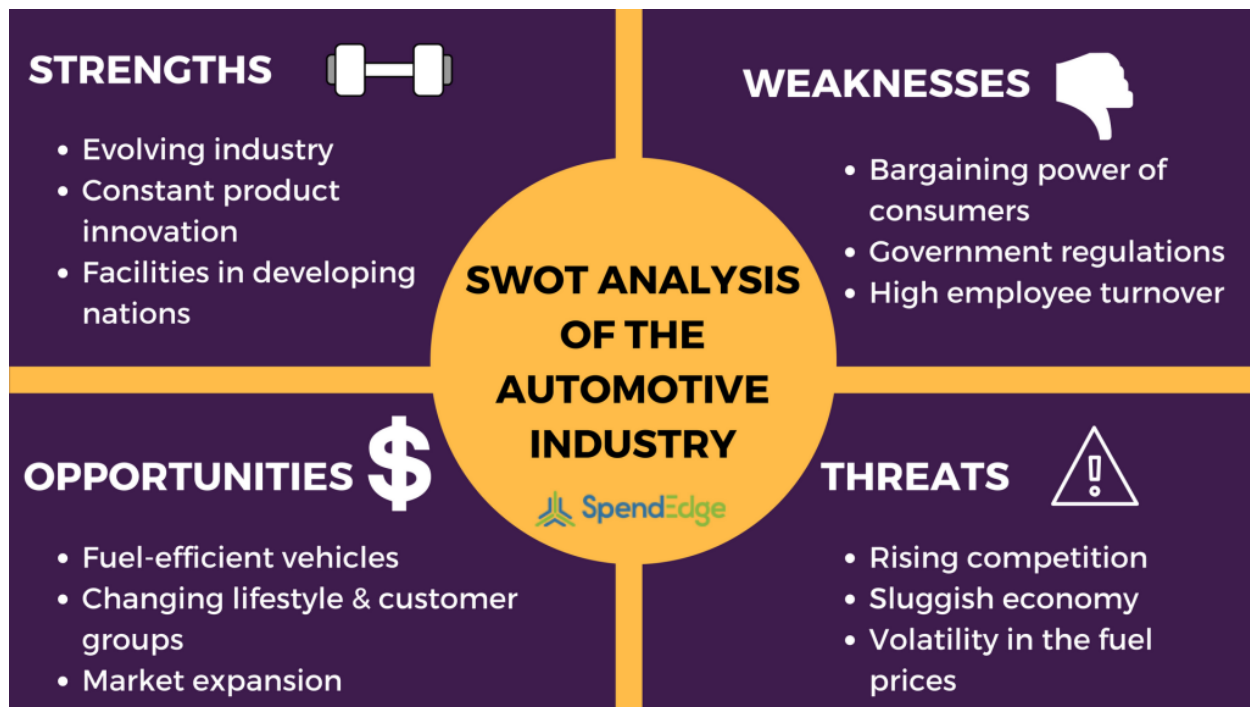 STRENGTHS
• Evolving industry
• Constant product
innovation
• Facilities in developing
nations
WEAKNESSES
• Bargaining power of
consumers
• Government regulations
• High employee turnover
SWOT ANALYSIS
OF THE
AUTOMOTIVE
INDUSTRY
SpendEdge
OPPORTUNITIES
$
• Fuel-efficient vehicles
• Changing lifestyle & customer
groups
• Market expansion
THREATS
!
• Rising competition
• Sluggish economy
• Volatility in the fuel
prices